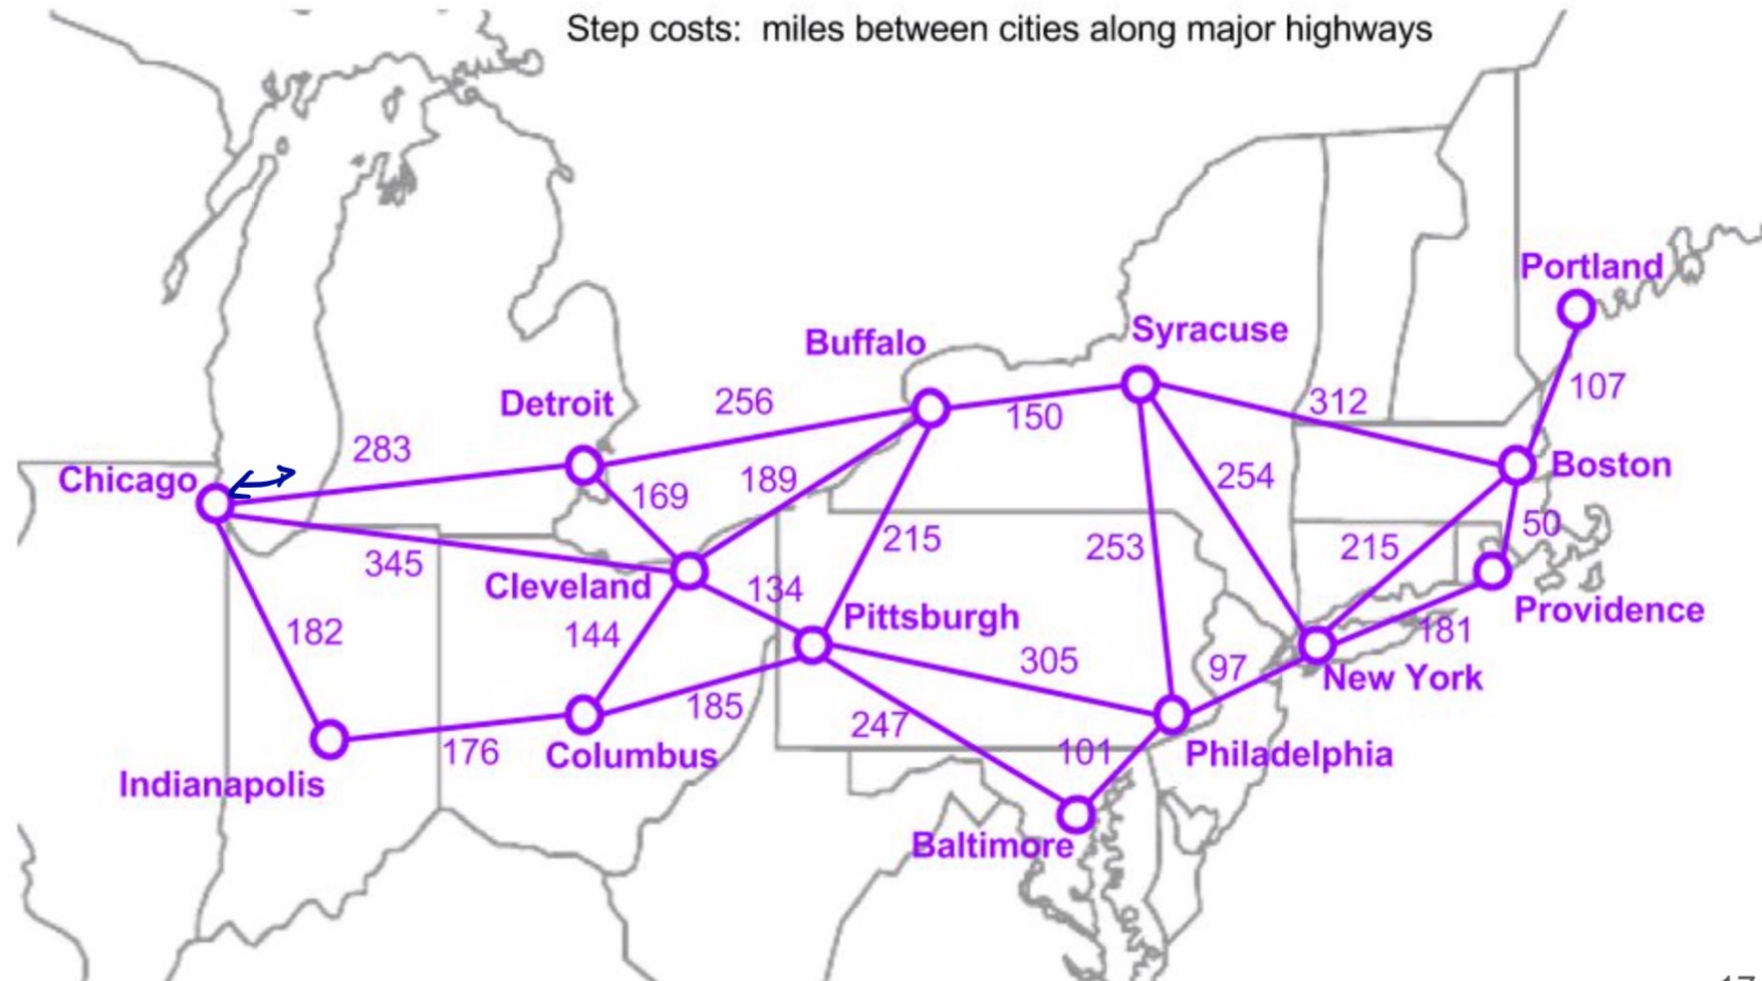 Step costs: miles between cities along major highways
Portland
Syracuse
Buffalo
107
Detroit
256
312
150
283
Boston
Chicago
189
254
169
50
215
253
215
345
Cleveland
134
Pittsburgh
Providence
182
144
181
305
97
New York
185
247
176
Columbus
101
Philadelphia
Indianapolis
Baltimore